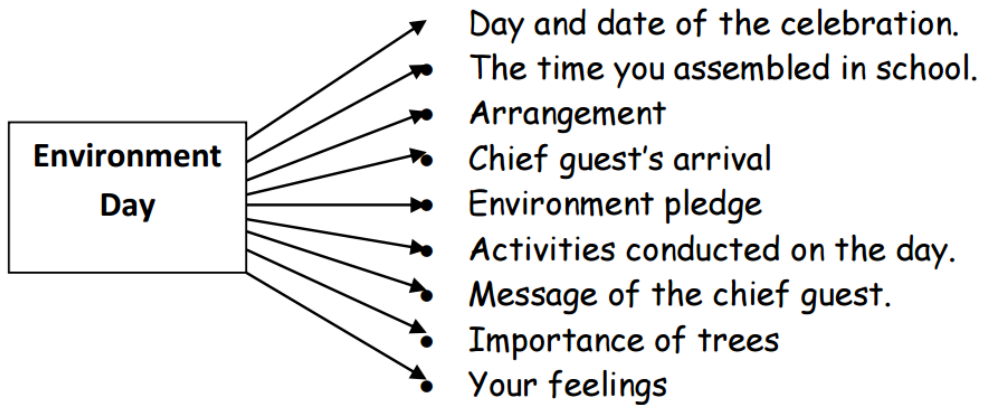 Environment
Day
Day and date of the celebration.
• The time you assembled in school.
• Arrangement
• Chief guest's arrival
• Environment pledge
• Activities conducted on the day.
• Message of the chief guest.
• Importance of trees
• Your feelings